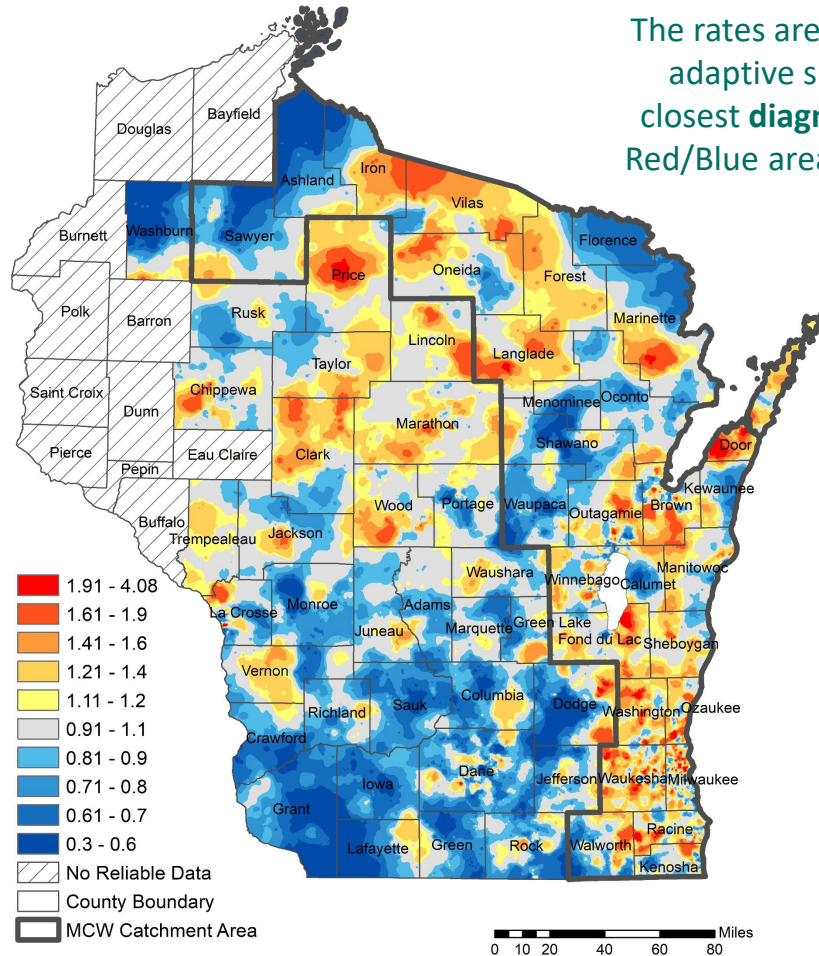 The rates are
adaptive s
closest diagr
Red/Blue area
Bayfield
Douglas
Iron
Ashland
Vilas
Burnett
Washburn
Sawyer
Florence
Price
Oneida
Forest
Polk
Barron
Rusk
Marinette
Lincoln
Langlade
Taylor
Saint Croix
Dunn
Chippewa
Menominee
Oconto
Marathon
Shawano
Pierce
Eau Claire
Clark
Door
Pepin
Kewaunee
Buffalo
Wood
Portage
Waupaca
Brown
Outagamie
Trempealeau
Jackson
Waushara
Manitowoc
Winnebago
Calumet
La Crosse
Monroe
Adams
Juneau
Marquette
Green Lake
Fond du Lac
Sheboygan
Vernon
Columbia
Sauk
Dodge
Richland
Washington
Ozaukee
Crawford
Dane
Iowa
Jefferson
Waukesha
Milwaukee
Grant
Racine
Lafayette
Green
Rock
Walworth
Kenosha
1.91 - 4.08
1.61 - 1.9
1.41 - 1.6
1.21 - 1.4
1.11 - 1.2
0.91 - 1.1
0.81 - 0.9
0.71 - 0.8
0.61 - 0.7
0.3 - 0.6
No Reliable Data
County Boundary
MCW Catchment Area
Miles
0 10 20 40 60 80